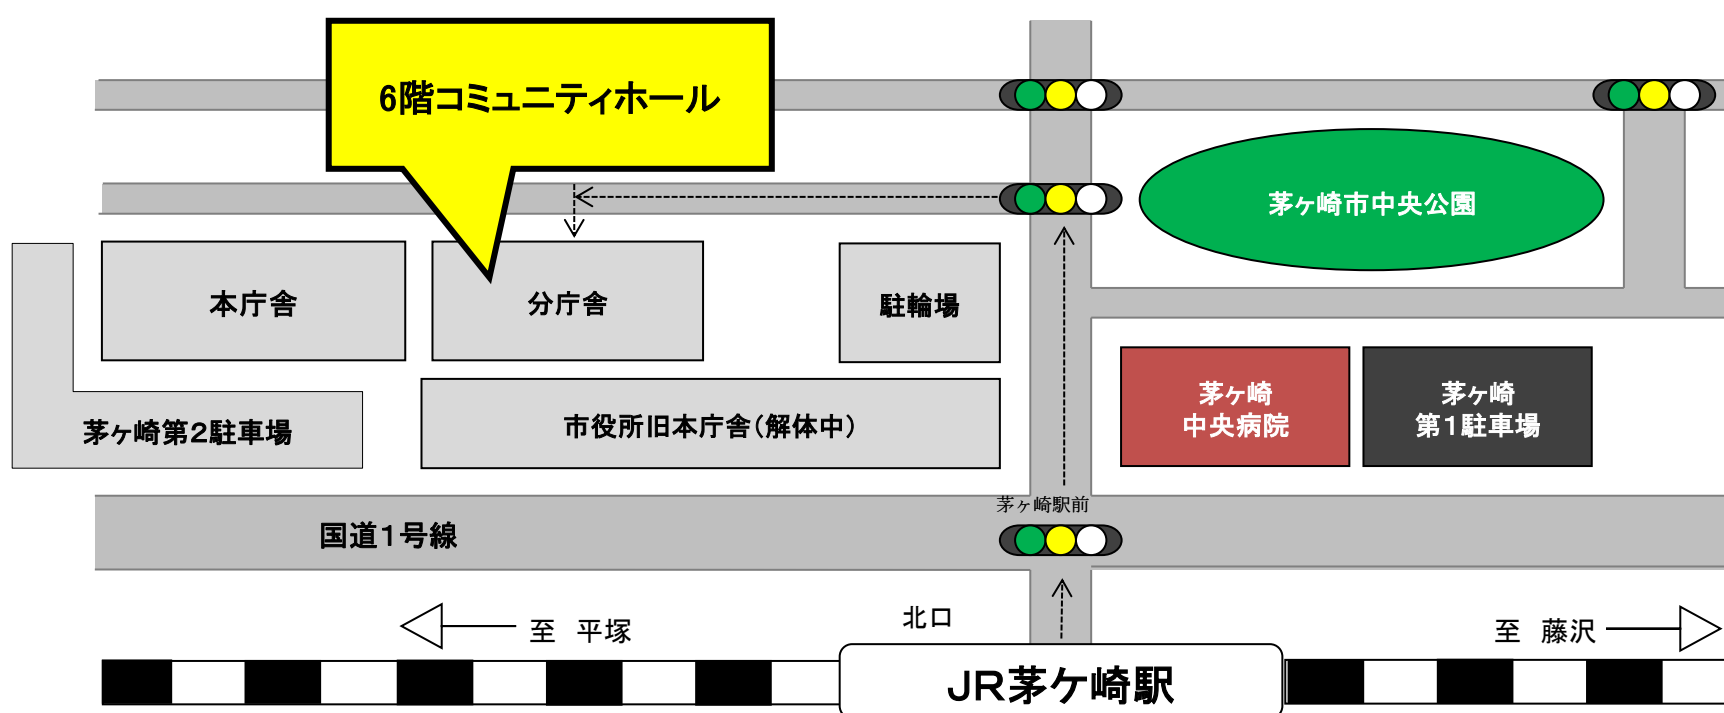 6階コミュニティホール
茅ヶ崎市中央公園
本庁舎
分庁舎
駐輪場
茅ヶ崎
中央病院
茅ヶ崎
第1駐車場
茅ヶ崎第2駐車場
市役所旧本庁舎(解体中)
茅ヶ崎駅前
国道1号線
北口
至　平塚
至　藤沢
JR茅ケ崎駅